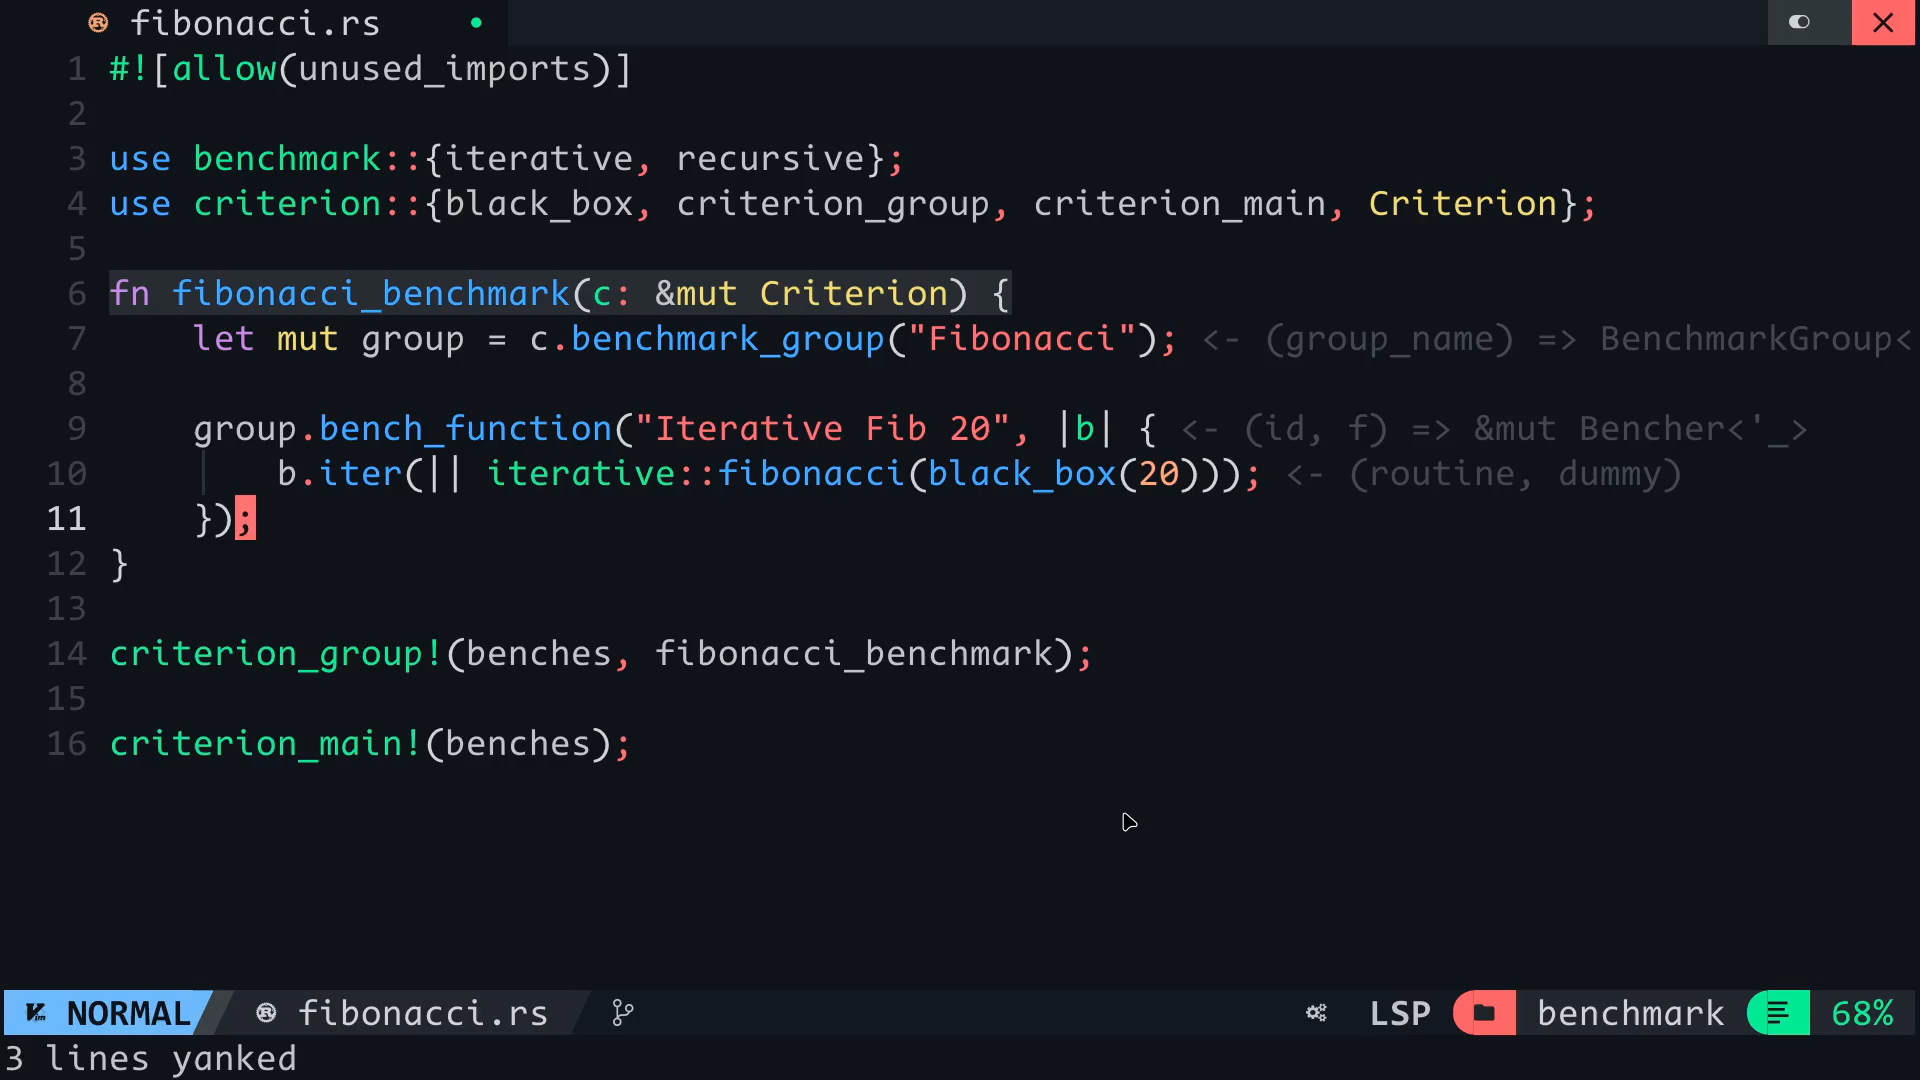 fibonacci.rs
1 #![allow(unused_imports)]
2
3 use benchmark::{iterative, recursive};
4 use criterion::{black_box, criterion_group, criterion_main, Criterion};
5
6 fn fibonacci_benchmark(c: &mut Criterion) {
7     let mut group = c.benchmark_group("Fibonacci"); <- (group_name) => BenchmarkGroup<
8
9     group.bench_function("Iterative Fib 20", |b| { <- (id, f) => &mut Bencher<'_>
10         b.iter(|| iterative::fibonacci(black_box(20))); <- (routine, dummy)
11     });
12 }
13
14 criterion_group!(benches, fibonacci_benchmark);
15
16 criterion_main!(benches);
NORMAL fibonacci.rs LSP benchmark 68%
3 lines yanked